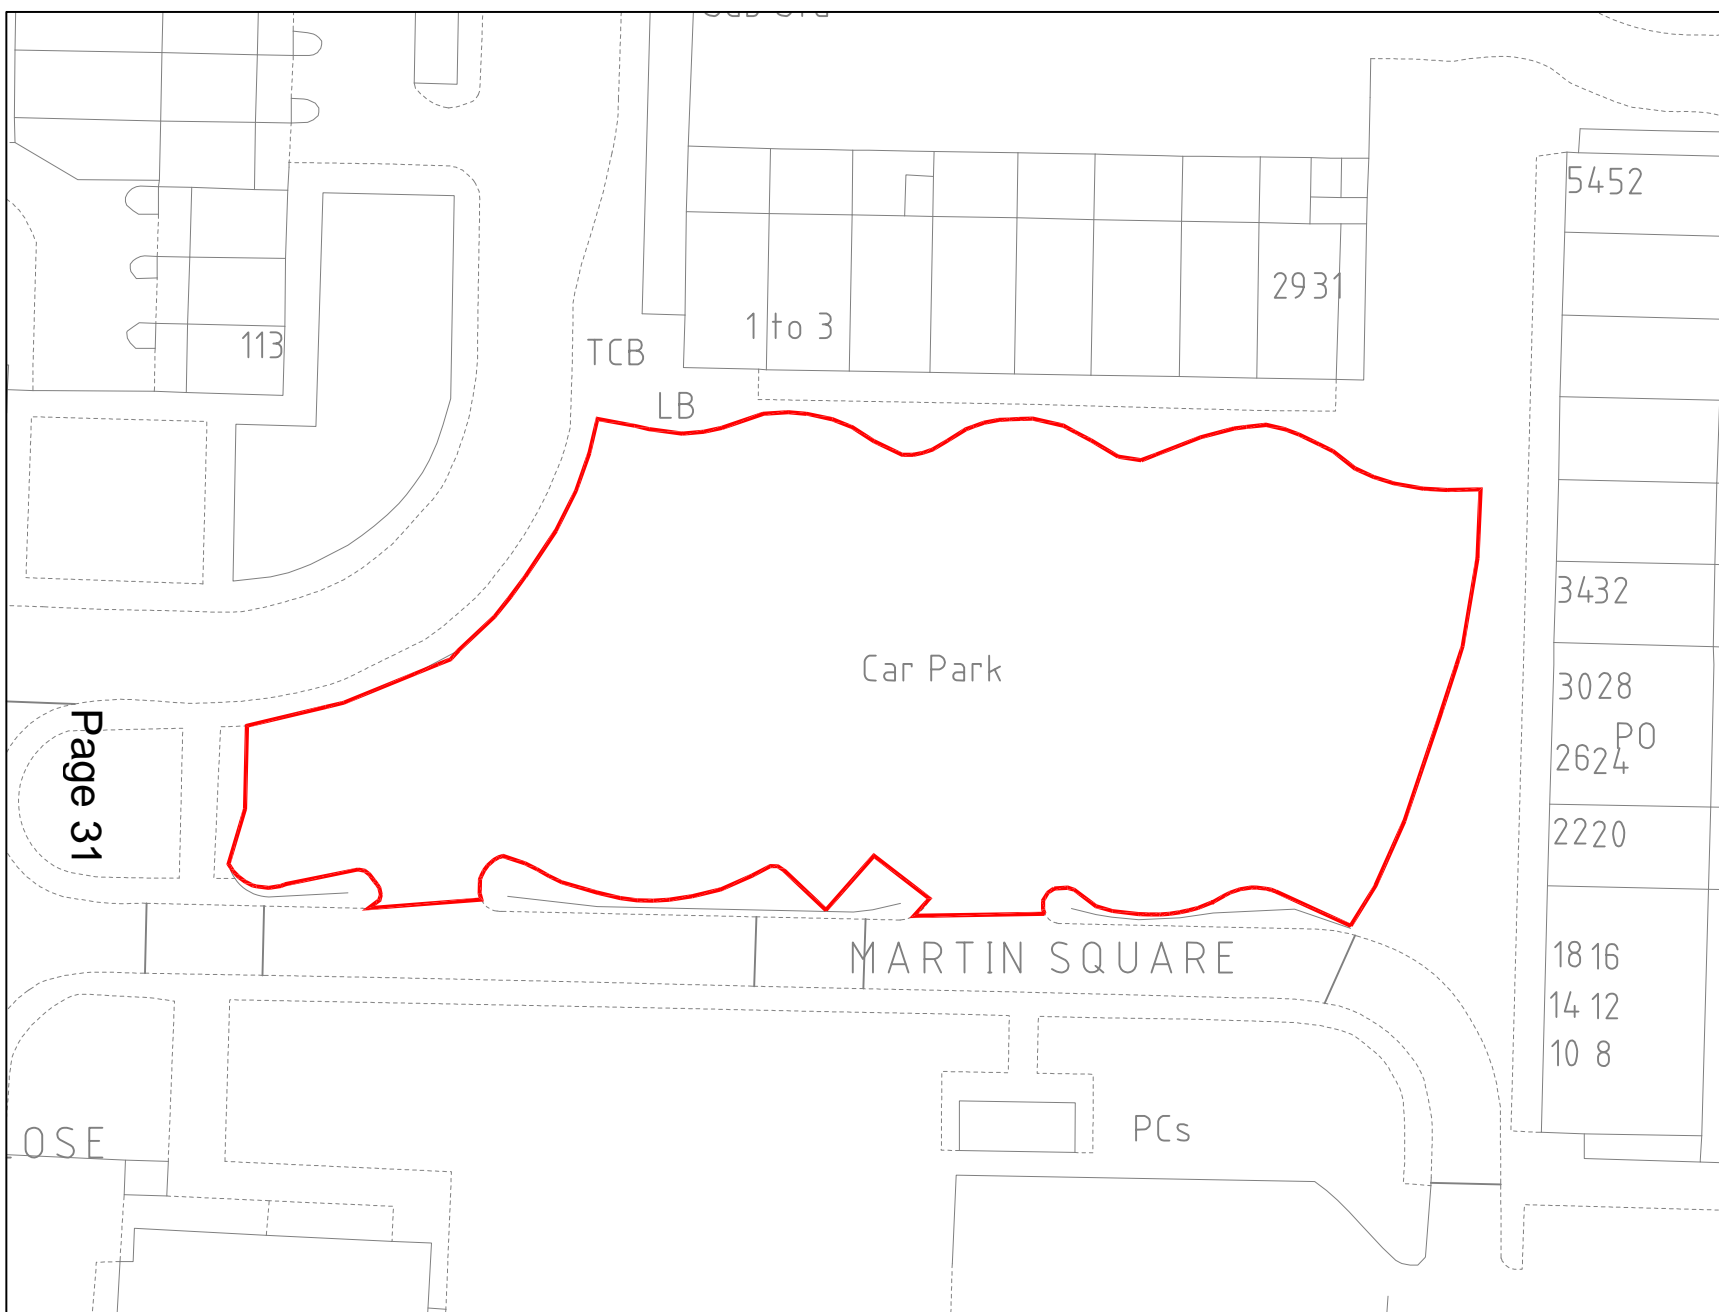 5452
2931
1 to 3
113
TCB
LB
3432
Car Park
3028
PO
2624
Page 31
2220
MARTIN SQUARE
18 16
14 12
10 8
PCs
OSE